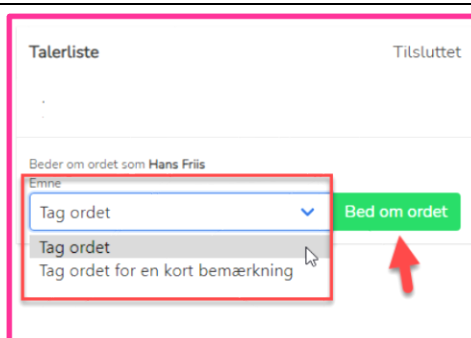 Talerliste Tilsluttet
Beder om ordet som Hans Friis
Emne
Tag ordet Bed om ordet
Tag ordet
Tag ordet for en kort bemærkning